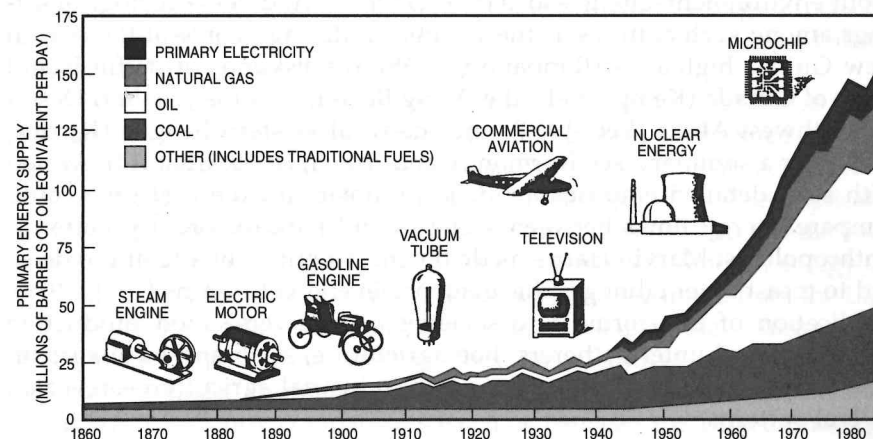 PRIMARY ENERGY SUPPLY
(MILLIONS OF BARRELS OF OIL EQUIVALENT PER DAY)
175
150
125
100
75
50
25
0
PRIMARY ELECTRICITY
NATURAL GAS
OIL
COAL
OTHER (INCLUDES TRADITIONAL FUELS)
STEAM
ENGINE
ELECTRIC
MOTOR
GASOLINE
ENGINE
VACUUM
TUBE
COMMERCIAL
AVIATION
TELEVISION
NUCLEAR
ENERGY
MICROCHIP
1860
1870
1880
1890
1900
1910
1920
1930
1940
1950
1960
1970
1980